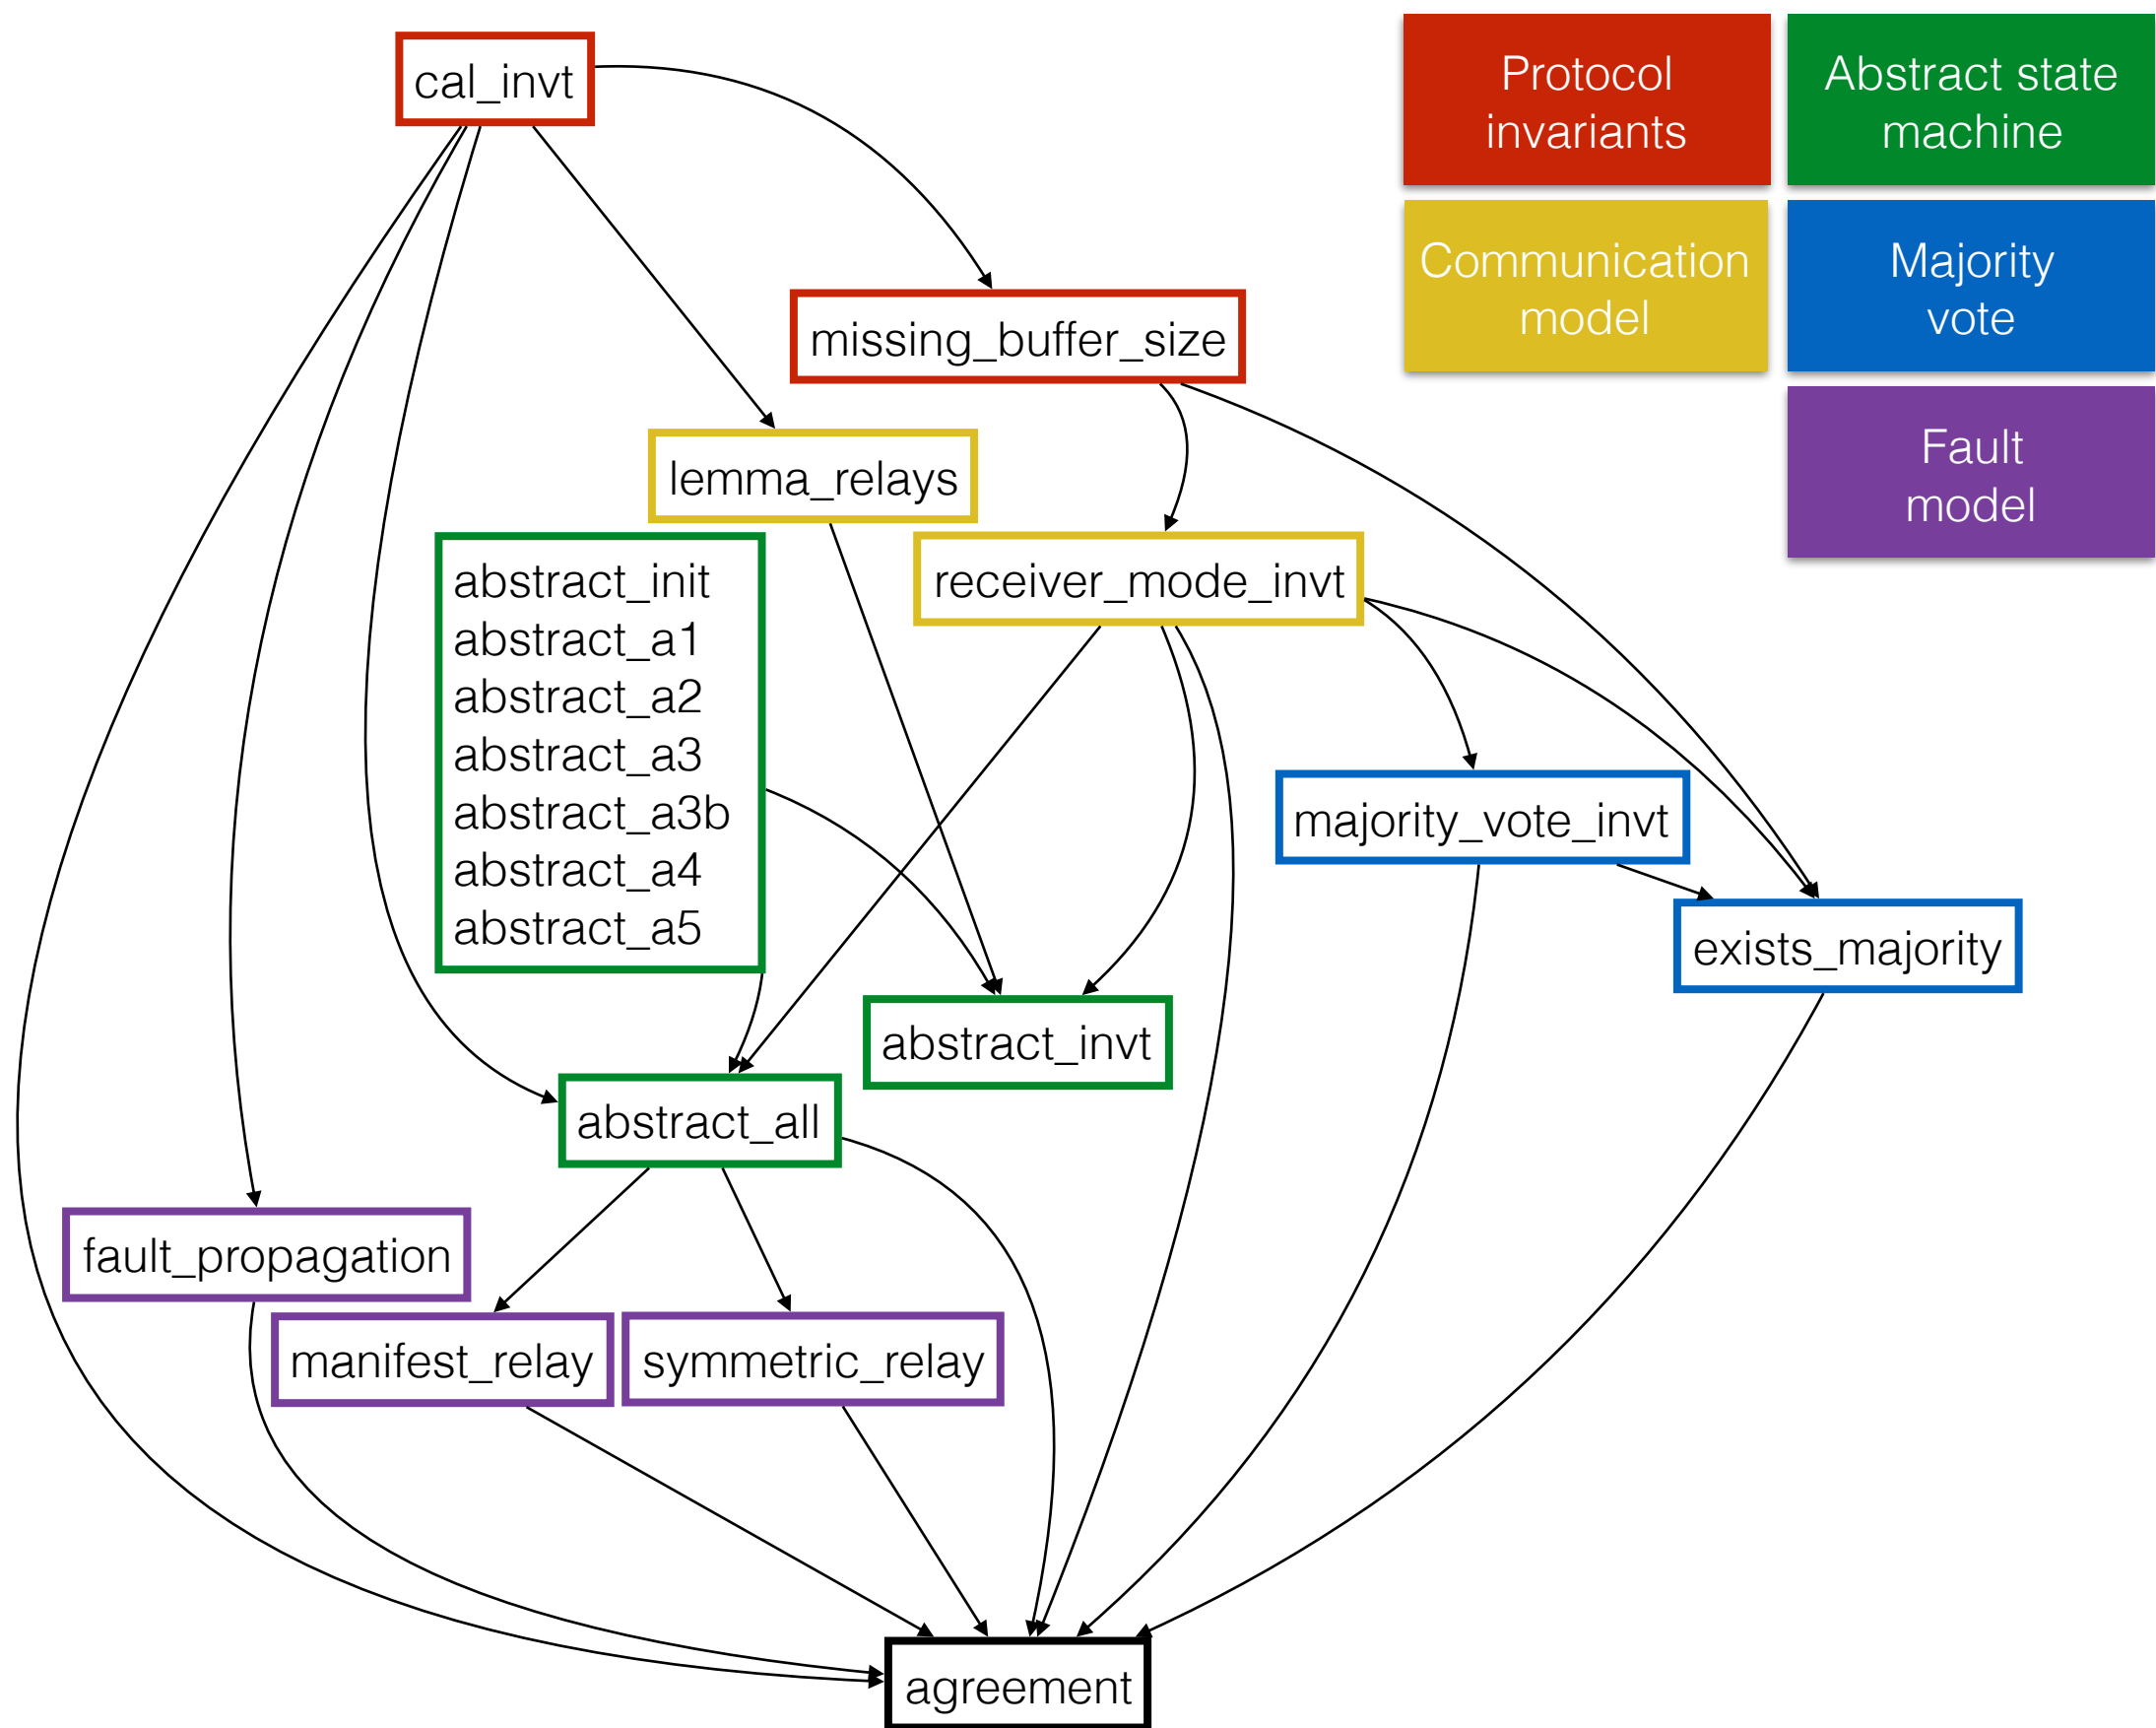 cal_invt
Protocol
invariants
Abstract state
machine
Communication
model
Majority
vote
Fault
model
missing_buffer_size
lemma_relays
receiver_mode_invt
abstract_init
abstract_a1
abstract_a2
abstract_a3
abstract_a3b
abstract_a4
abstract_a5
majority_vote_invt
exists_majority
abstract_invt
abstract_all
fault_propagation
manifest_relay
symmetric_relay
agreement